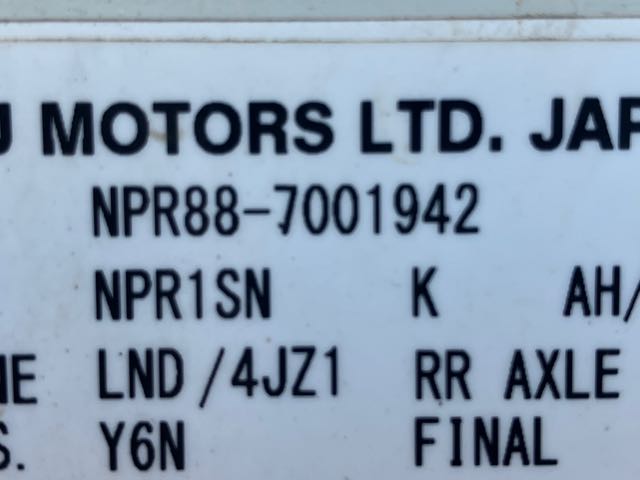 U MOTORS LTD. JAP
NPR88-7001942
NPR1SN K AH/
NE LND/4JZ1 RR AXLE
S. Y6N FINAL